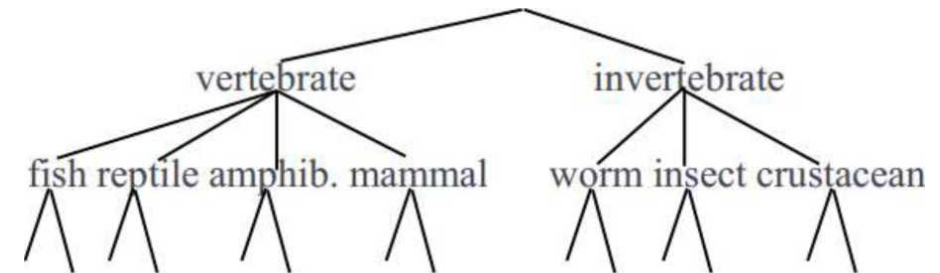 vertebrate invertebrate
fish reptile amphib. mammal worm insect crustacean